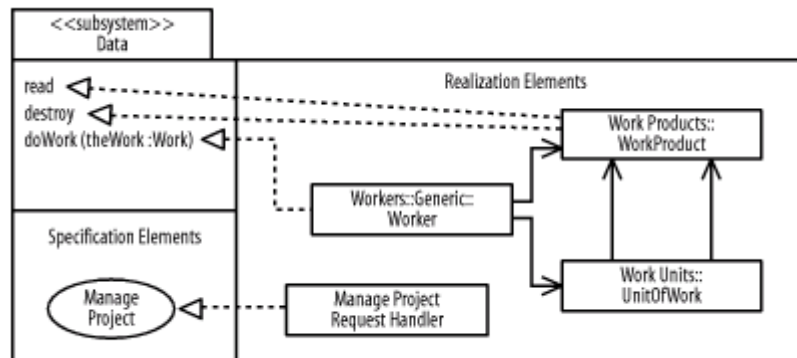 <<subsystem>>
Data
read
destroy
doWork (theWork :Work)
Realization Elements
Work Products::
WorkProduct
Workers::Generic::
Worker
Specification Elements
Manage
Project
Manage Project
Request Handler
Work Units::
UnitOfWork